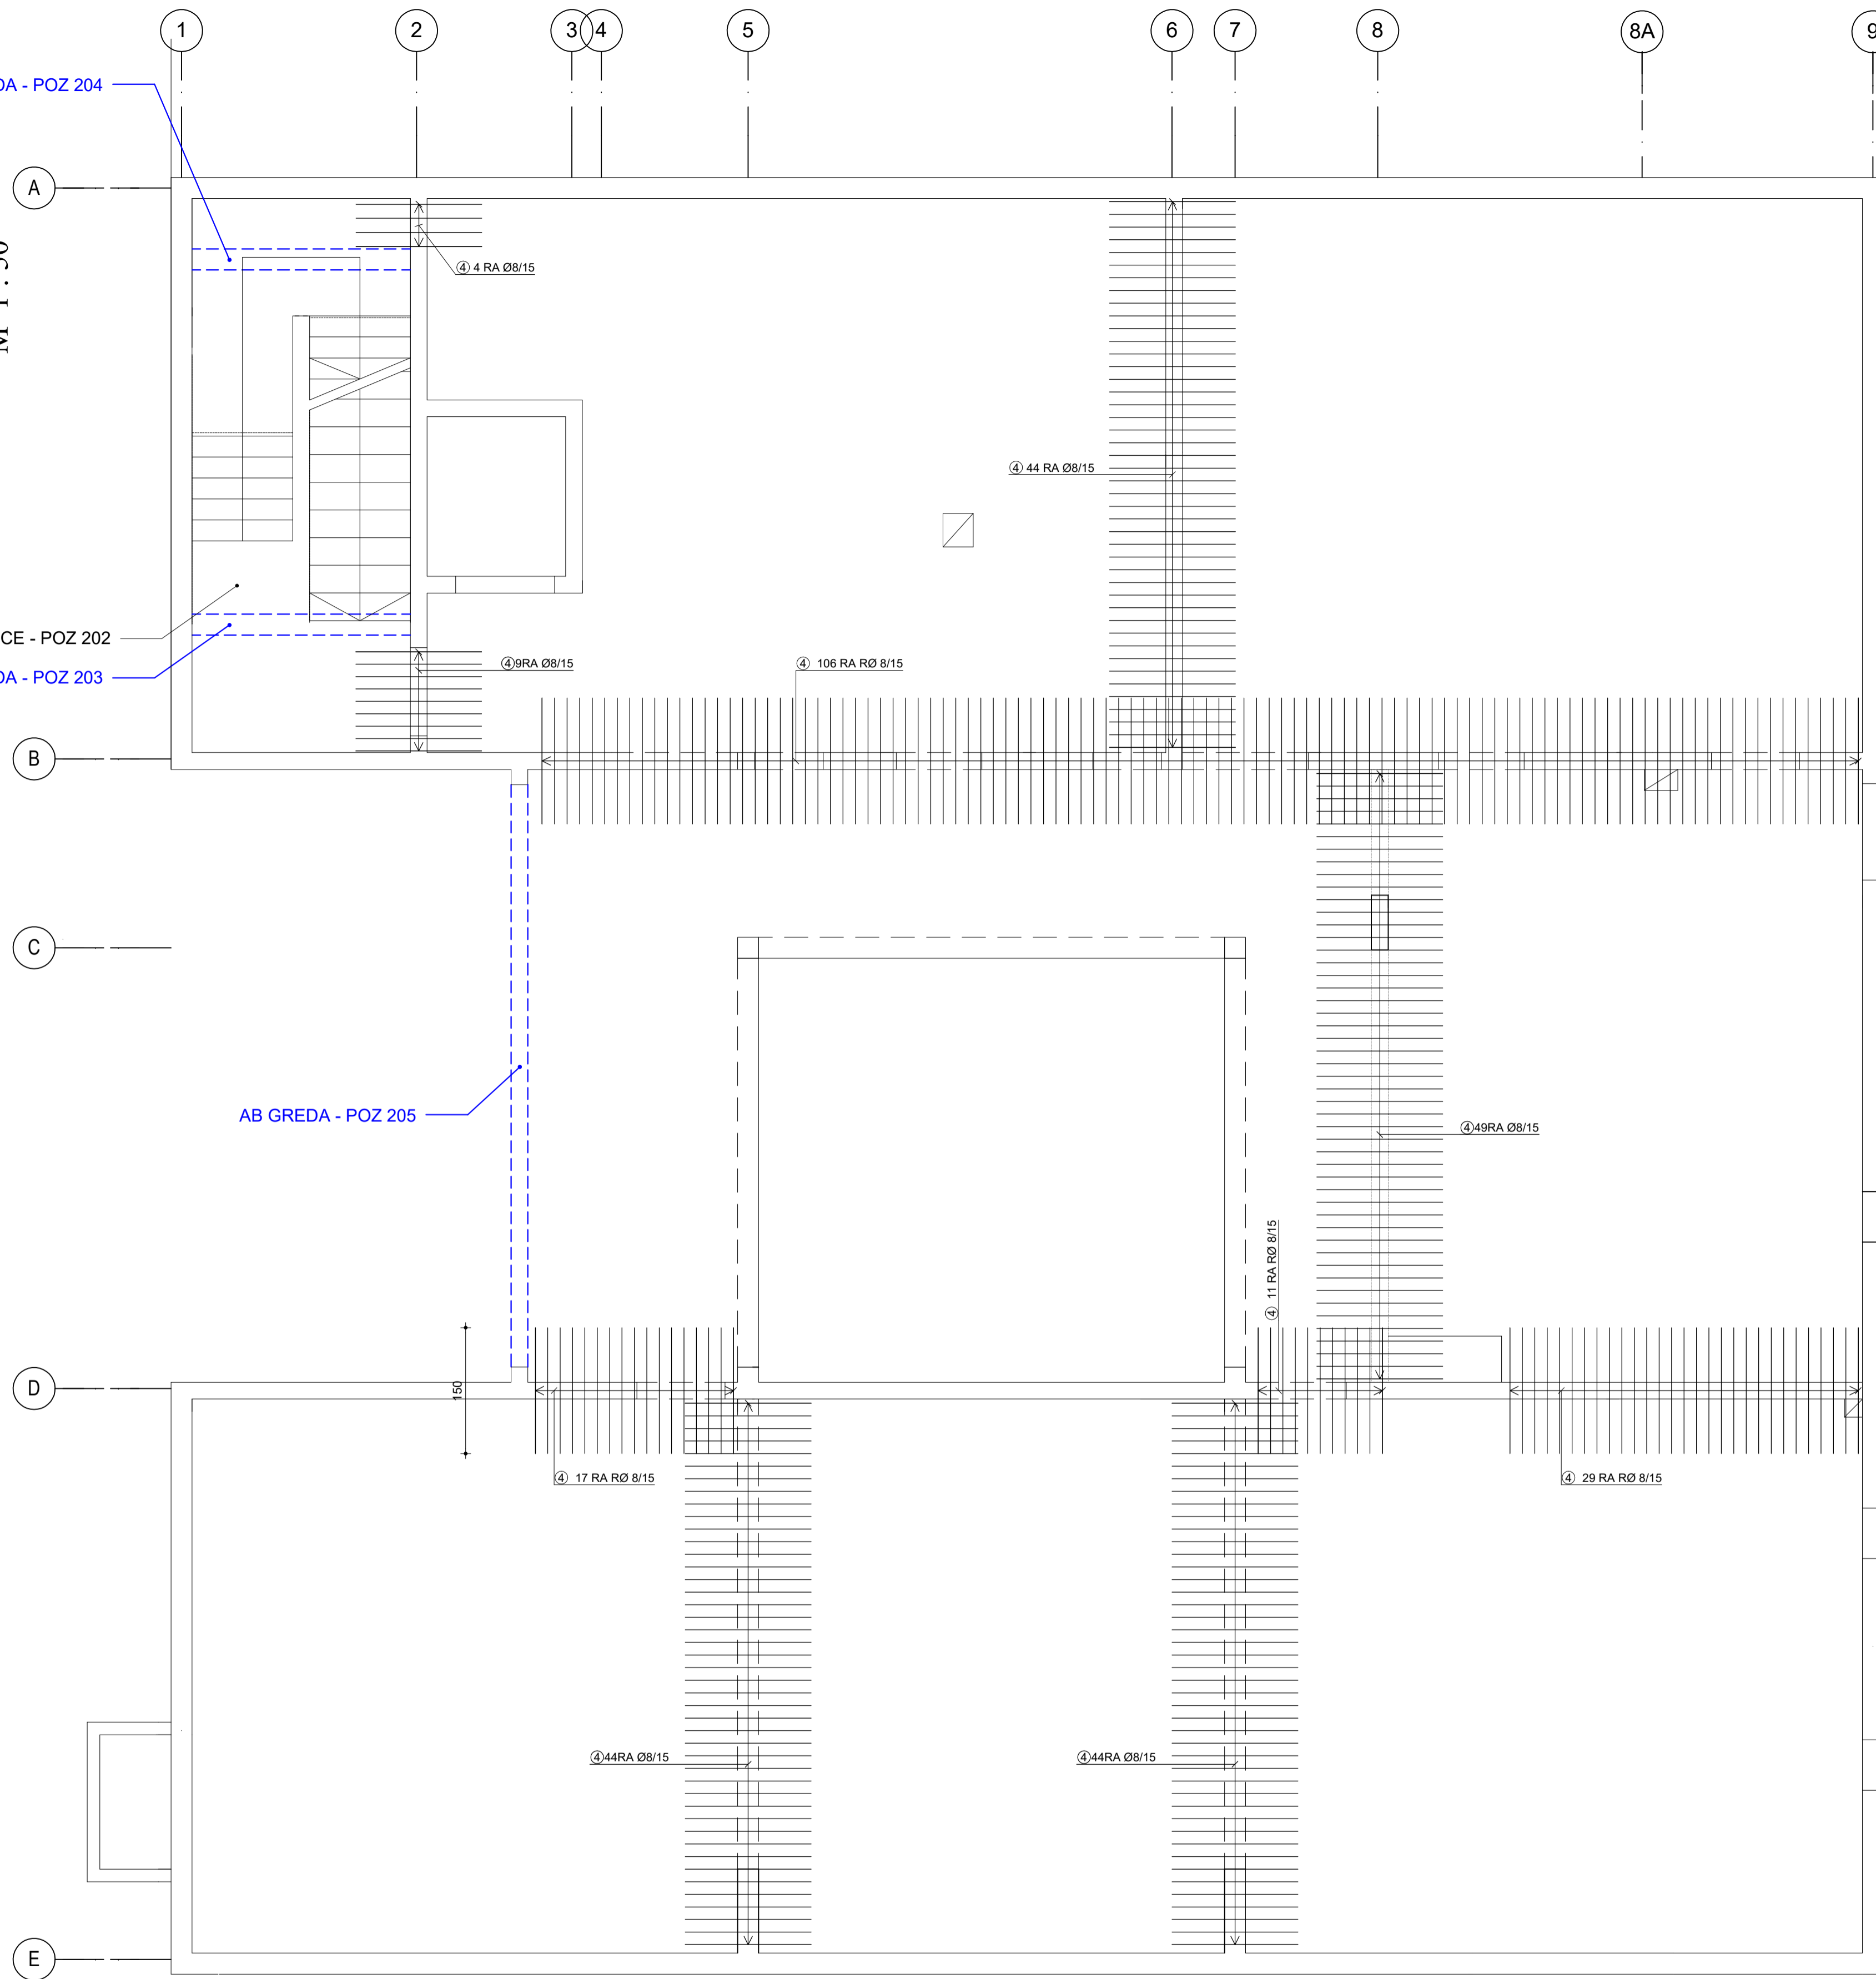 1 2 3 4 5 6 7 8 8A 9
DA - POZ 204
A
M 1 : 50
④ 4 RA Ø8/15
④ 44 RA Ø8/15
CE - POZ 202
④9RA Ø8/15
④ 106 RA RØ 8/15
DA - POZ 203
B
C
AB GREDA - POZ 205
④49RA Ø8/15
④ 11 RA RØ 8/15
150
D
④ 17 RA RØ 8/15
④ 29 RA RØ 8/15
④44RA Ø8/15
④44RA Ø8/15
E